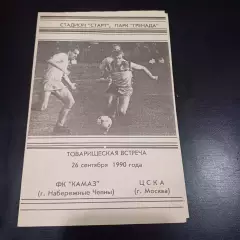 СТАДИОН "СТАРТ", ПАРК "ГРЕНАДА"
ТОВАРИЩЕСКАЯ ВСТРЕЧА
26 сентября 1990 года
ФК "КАМАЗ" ЦСКА
(г. Набережные Челны) (г. Москва)